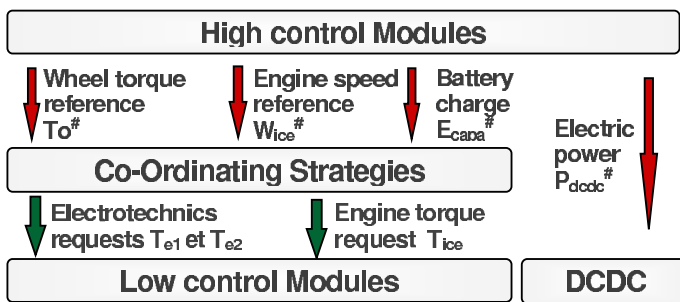 High control Modules
Wheel torque
reference
To#
Engine speed
reference
Wice#
Battery
charge
Ecapa#
Electric
power
Pdcdc#
Co-Ordinating Strategies
Electrotechnics
requests Te1 et Te2
Engine torque
request Tice
Low control Modules
DCDC